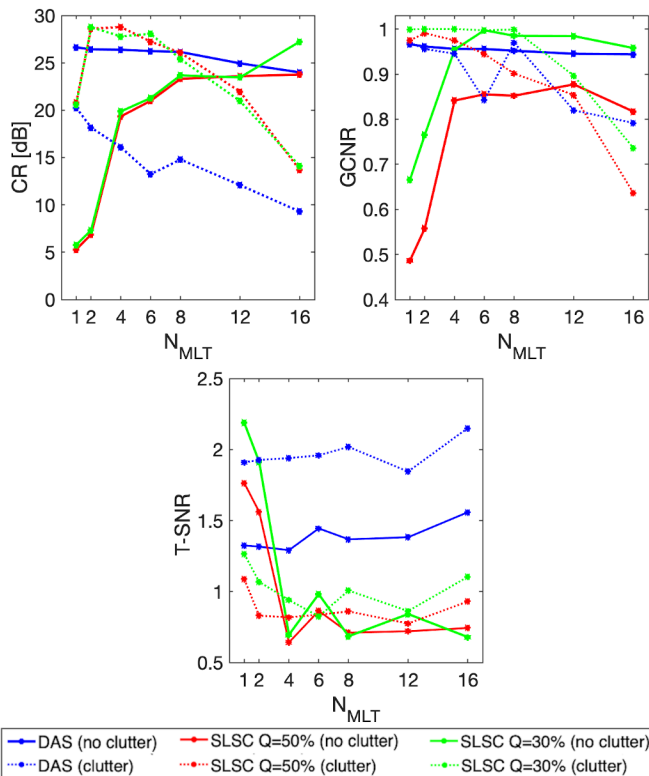 30
25
20
15
10
5
0
CR [dB]
1 2 4 6 8 12 16
N_MLT
1
0.9
0.8
0.7
0.6
0.5
0.4
GCNR
1 2 4 6 8 12 16
N_MLT
2.5
2
1.5
1
0.5
T-SNR
1 2 4 6 8 12 16
N_MLT
DAS (no clutter) SLSC Q=50% (no clutter) SLSC Q=30% (no clutter)
DAS (clutter) SLSC Q=50% (clutter) SLSC Q=30% (clutter)